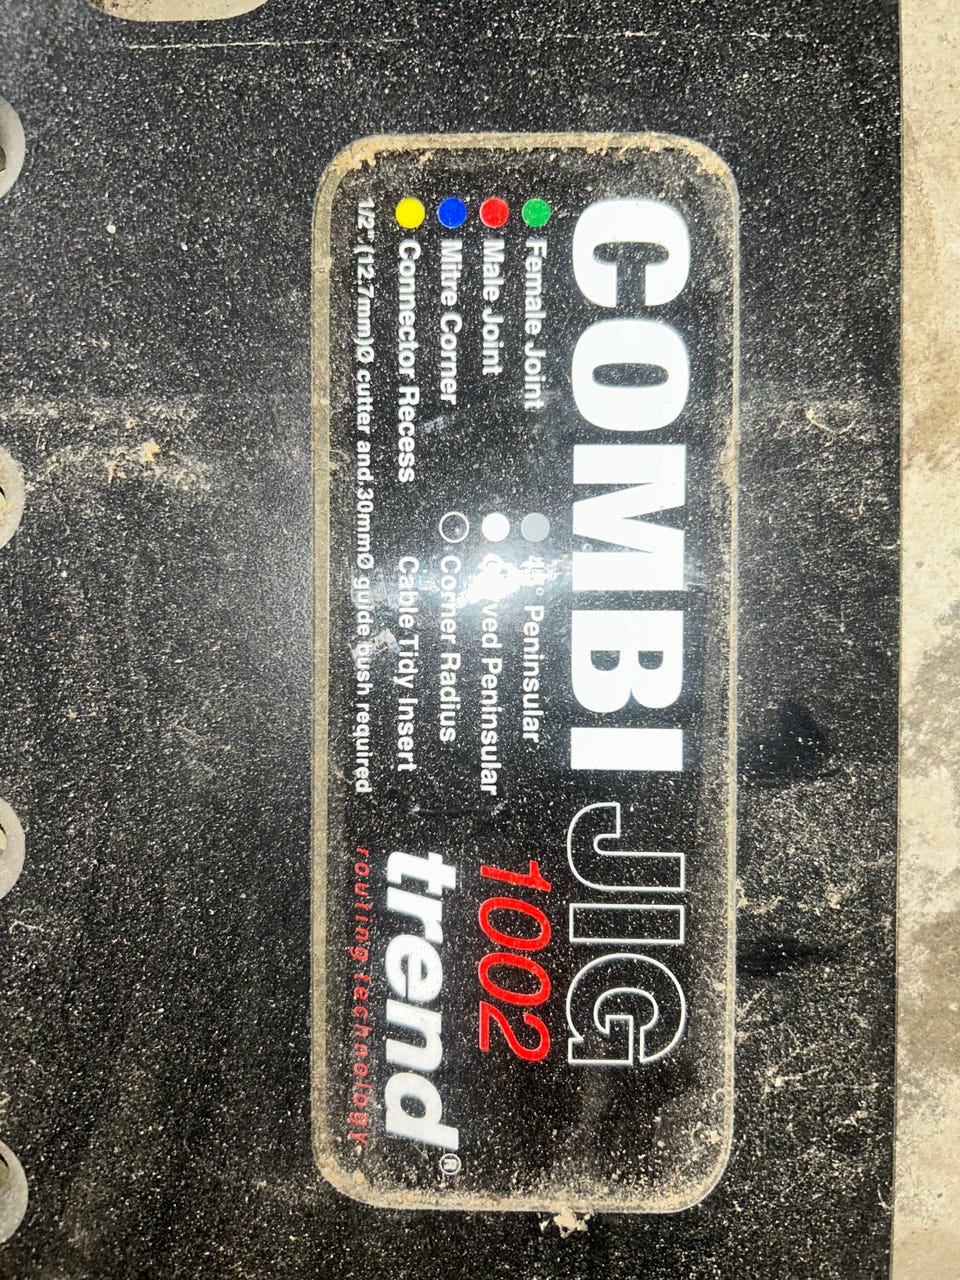 COMBI JIG
Female Joint
Male Joint
Mitre Corner
Connector Recess
45° Peninsular
Curved Peninsular
Corner Radius
Cable Tidy Insert
1/2" (12.7mm)Ø cutter and 30mmØ guide bush required
1002
trend®
routing technology